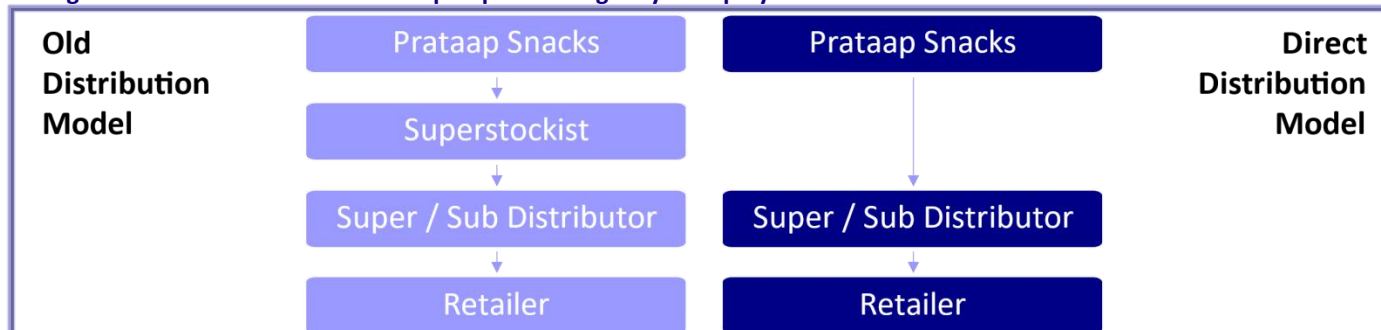 Old
Distribution
Model
Prataap Snacks
Superstockist
Super / Sub Distributor
Retailer
Prataap Snacks
Super / Sub Distributor
Retailer
Direct
Distribution
Model